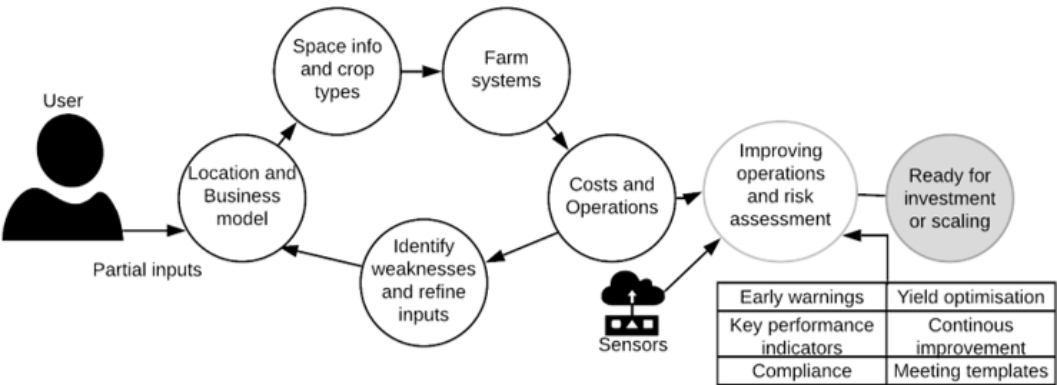 User
Partial inputs
Location and
Business
model
Space info
and crop
types
Farm
systems
Costs and
Operations
Identify
weaknesses
and refine
inputs
Improving
operations
and risk
assessment
Ready for
investment
or scaling
Sensors
Early warnings
Yield optimisation
Key performance
indicators
Continous
improvement
Compliance
Meeting templates